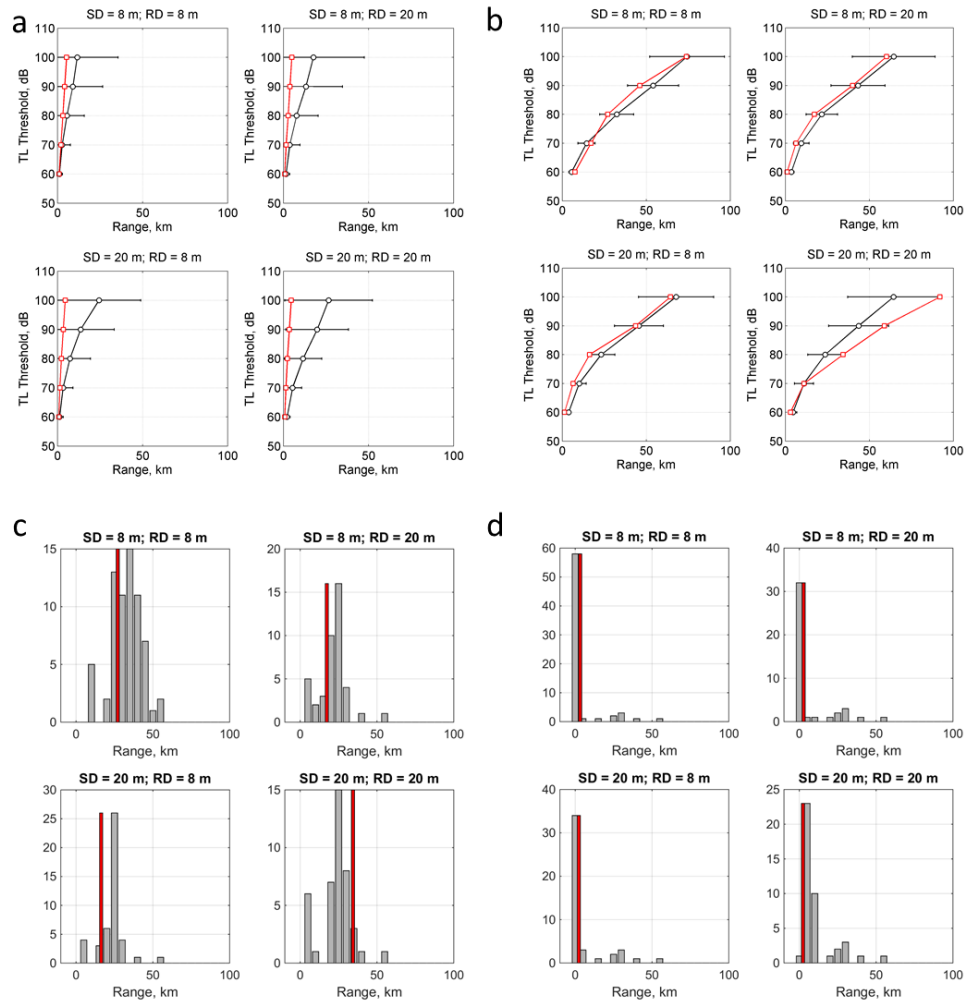 a
SD = 8 m; RD = 8 m
110
100
90
80
70
60
50
TL Threshold, dB
0 50 100
Range, km
SD = 8 m; RD = 20 m
110
100
90
80
70
60
50
TL Threshold, dB
0 50 100
Range, km
SD = 20 m; RD = 8 m
110
100
90
80
70
60
50
TL Threshold, dB
0 50 100
Range, km
SD = 20 m; RD = 20 m
110
100
90
80
70
60
50
TL Threshold, dB
0 50 100
Range, km
b
SD = 8 m; RD = 8 m
110
100
90
80
70
60
50
TL Threshold, dB
0 50 100
Range, km
SD = 8 m; RD = 20 m
110
100
90
80
70
60
50
TL Threshold, dB
0 50 100
Range, km
SD = 20 m; RD = 8 m
110
100
90
80
70
60
50
TL Threshold, dB
0 50 100
Range, km
SD = 20 m; RD = 20 m
110
100
90
80
70
60
50
TL Threshold, dB
0 50 100
Range, km
c
SD = 8 m; RD = 8 m
15
10
5
0
0 50 100
Range, km
SD = 8 m; RD = 20 m
20
15
10
5
0
0 50 100
Range, km
SD = 20 m; RD = 8 m
30
25
20
15
10
5
0
0 50 100
Range, km
SD = 20 m; RD = 20 m
15
10
5
0
0 50 100
Range, km
d
SD = 8 m; RD = 8 m
60
50
40
30
20
10
0
0 50 100
Range, km
SD = 8 m; RD = 20 m
40
30
20
10
0
0 50 100
Range, km
SD = 20 m; RD = 8 m
40
30
20
10
0
0 50 100
Range, km
SD = 20 m; RD = 20 m
25
20
15
10
5
0
0 50 100
Range, km